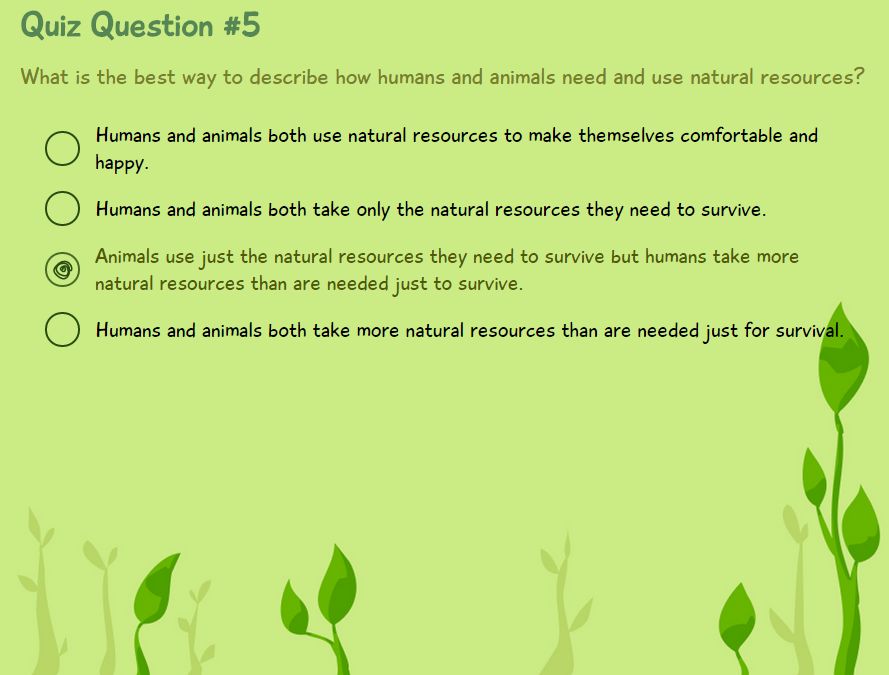 Quiz Question #5
What is the best way to describe how humans and animals need and use natural resources?
Humans and animals both use natural resources to make themselves comfortable and
happy.
Humans and animals both take only the natural resources they need to survive.
Animals use just the natural resources they need to survive but humans take more
natural resources than are needed just to survive.
Humans and animals both take more natural resources than are needed just for survival.